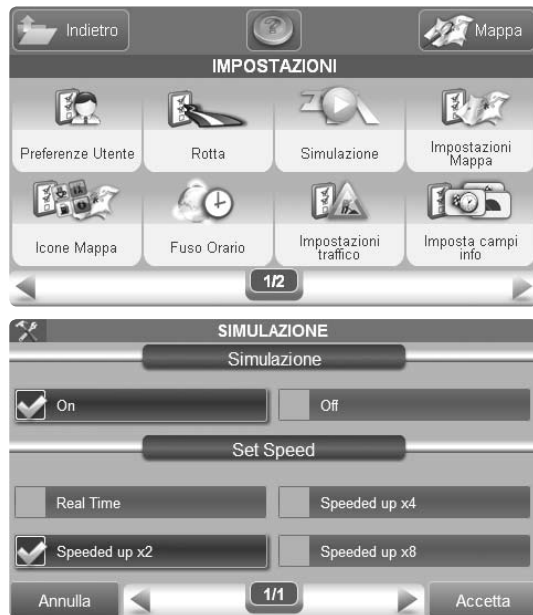 Indietro
Mappa
IMPOSTAZIONI
Preferenze Utente
Rotta
Simulazione
Impostazioni
Mappa
Icone Mappa
Fuso Orario
Impostazioni
traffico
Imposta campi
info
1/2
SIMULAZIONE
Simulazione
On
Off
Set Speed
Real Time
Speeded up x4
Speeded up x2
Speeded up x8
Annulla
1/1
Accetta